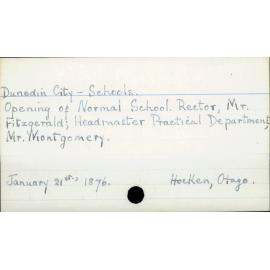 Dunedin City – Schools.
Opening of Normal School. Rector, Mr.
Fitzgerald; Headmaster Practical Department,
Mr. Montgomery.
January 21st., 1876. Hocken, Otago.